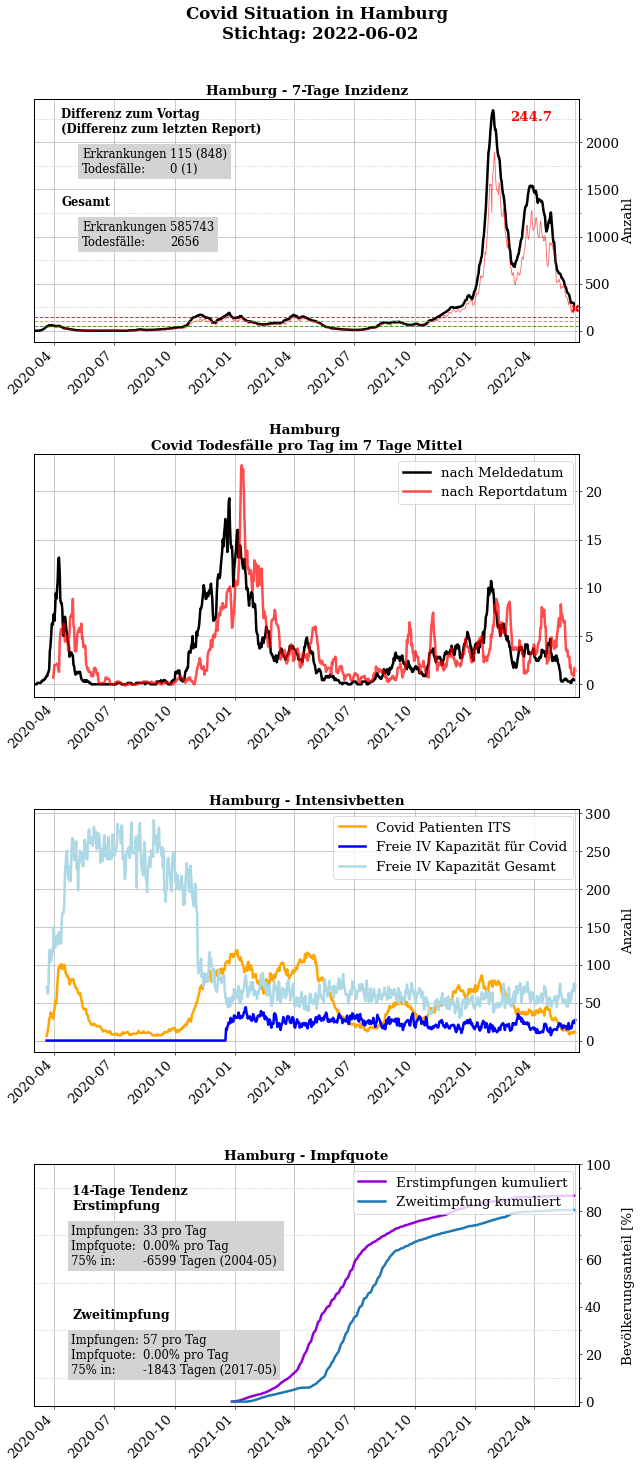 Covid Situation in Hamburg
Stichtag: 2022-06-02
Hamburg - 7-Tage Inzidenz
Differenz zum Vortag
(Differenz zum letzten Report)
Erkrankungen 115 (848)
Todesfälle: 0 (1)
Gesamt
Erkrankungen 585743
Todesfälle: 2656
244.7
2000
1500
1000
500
0
Anzahl
2020-04
2020-07
2020-10
2021-01
2021-04
2021-07
2021-10
2022-01
2022-04
Hamburg
Covid Todesfälle pro Tag im 7 Tage Mittel
nach Meldedatum
nach Reportdatum
20
15
10
5
0
2020-04
2020-07
2020-10
2021-01
2021-04
2021-07
2021-10
2022-01
2022-04
Hamburg - Intensivbetten
Covid Patienten ITS
Freie IV Kapazität für Covid
Freie IV Kapazität Gesamt
300
250
200
150
100
50
0
Anzahl
2020-04
2020-07
2020-10
2021-01
2021-04
2021-07
2021-10
2022-01
2022-04
Hamburg - Impfquote
14-Tage Tendenz
Erstimpfung
Impfungen: 33 pro Tag
Impfquote: 0.00% pro Tag
75% in: -6599 Tagen (2004-05)
Zweitimpfung
Impfungen: 57 pro Tag
Impfquote: 0.00% pro Tag
75% in: -1843 Tagen (2017-05)
Erstimpfungen kumuliert
Zweitimpfung kumuliert
100
80
60
40
20
0
Bevölkerungsanteil [%]
2020-04
2020-07
2020-10
2021-01
2021-04
2021-07
2021-10
2022-01
2022-04